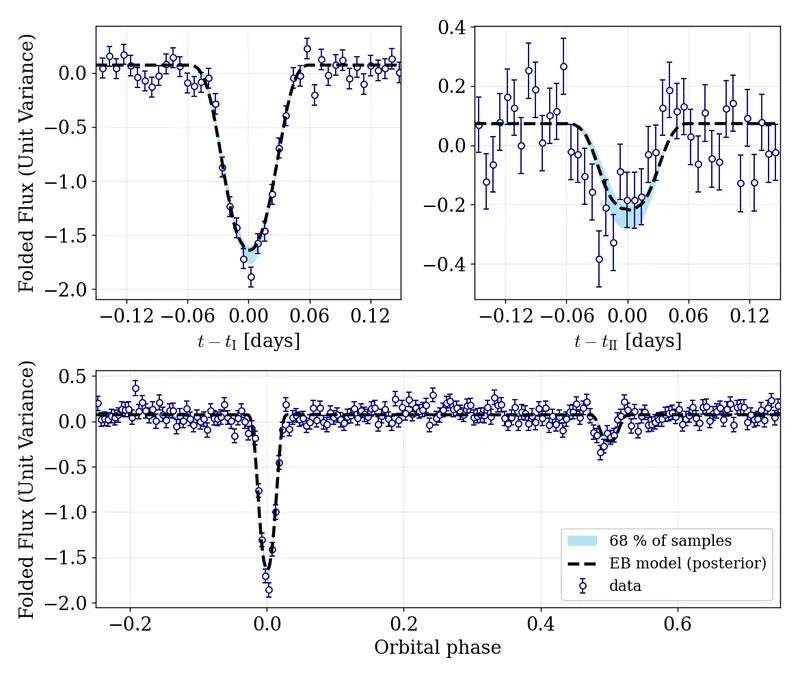 Folded Flux (Unit Variance)
0.0
−0.5
−1.0
−1.5
−2.0
−0.12 −0.06 0.00 0.06 0.12
t − t_I [days]
0.4
0.2
0.0
−0.2
−0.4
−0.12 −0.06 0.00 0.06 0.12
t − t_II [days]
Folded Flux (Unit Variance)
0.5
0.0
−0.5
−1.0
−1.5
−2.0
−0.2 0.0 0.2 0.4 0.6
Orbital phase
68 % of samples
EB model (posterior)
data